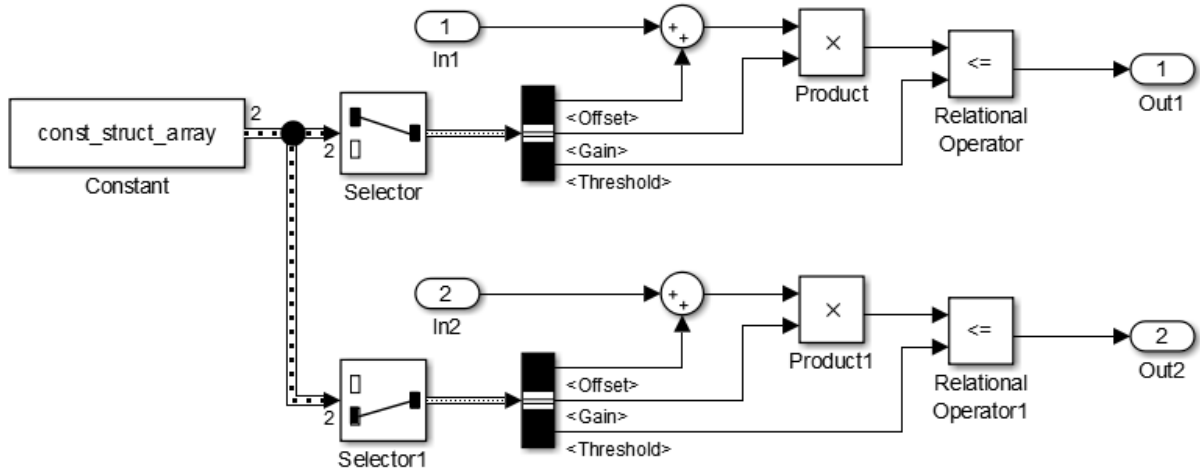 1
In1
+
+
×
Product
<=
Relational
Operator
1
Out1
const_struct_array
Constant
2
2
Selector
<Offset>
<Gain>
<Threshold>
2
In2
+
+
×
Product1
<=
Relational
Operator1
2
Out2
2
Selector1
<Offset>
<Gain>
<Threshold>